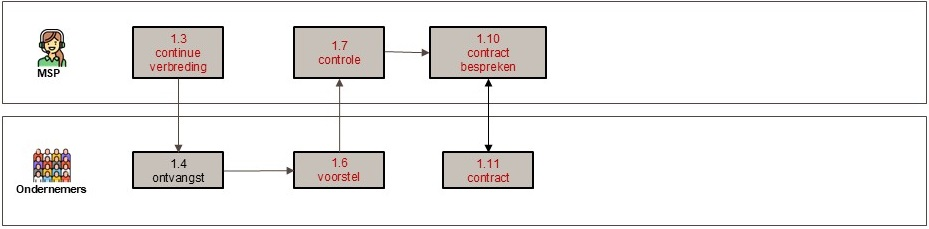 1.3
continue
verbreding
1.7
controle
1.10
contract
bespreken
MSP
1.4
ontvangst
1.6
voorstel
1.11
contract
Ondernemers